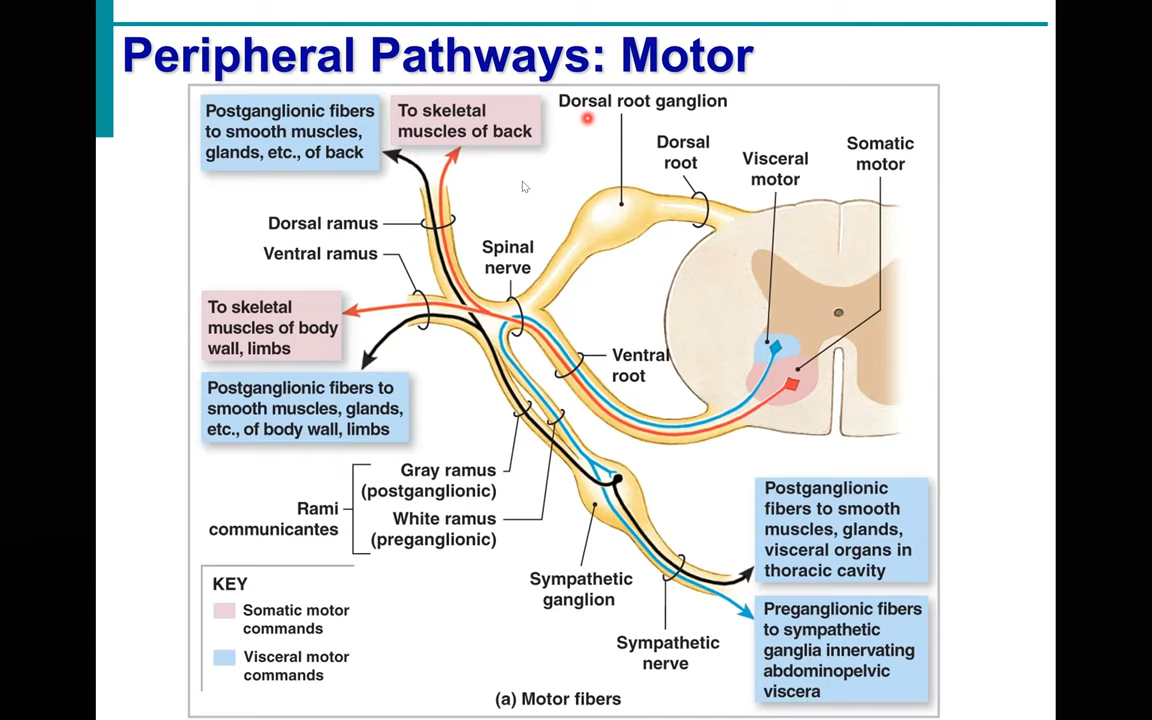 Peripheral Pathways: Motor
Postganglionic fibers
to smooth muscles,
glands, etc., of back
To skeletal
muscles of back
Dorsal root ganglion
Dorsal
root
Visceral
motor
Somatic
motor
Dorsal ramus
Ventral ramus
Spinal
nerve
To skeletal
muscles of body
wall, limbs
Ventral
root
Postganglionic fibers to
smooth muscles, glands,
etc., of body wall, limbs
Gray ramus
(postganglionic)
Rami
communicantes
White ramus
(preganglionic)
Postganglionic
fibers to smooth
muscles, glands,
visceral organs in
thoracic cavity
Sympathetic
ganglion
KEY
Somatic motor
commands
Visceral motor
commands
Sympathetic
nerve
Preganglionic fibers
to sympathetic
ganglia innervating
abdominopelvic
viscera
(a) Motor fibers